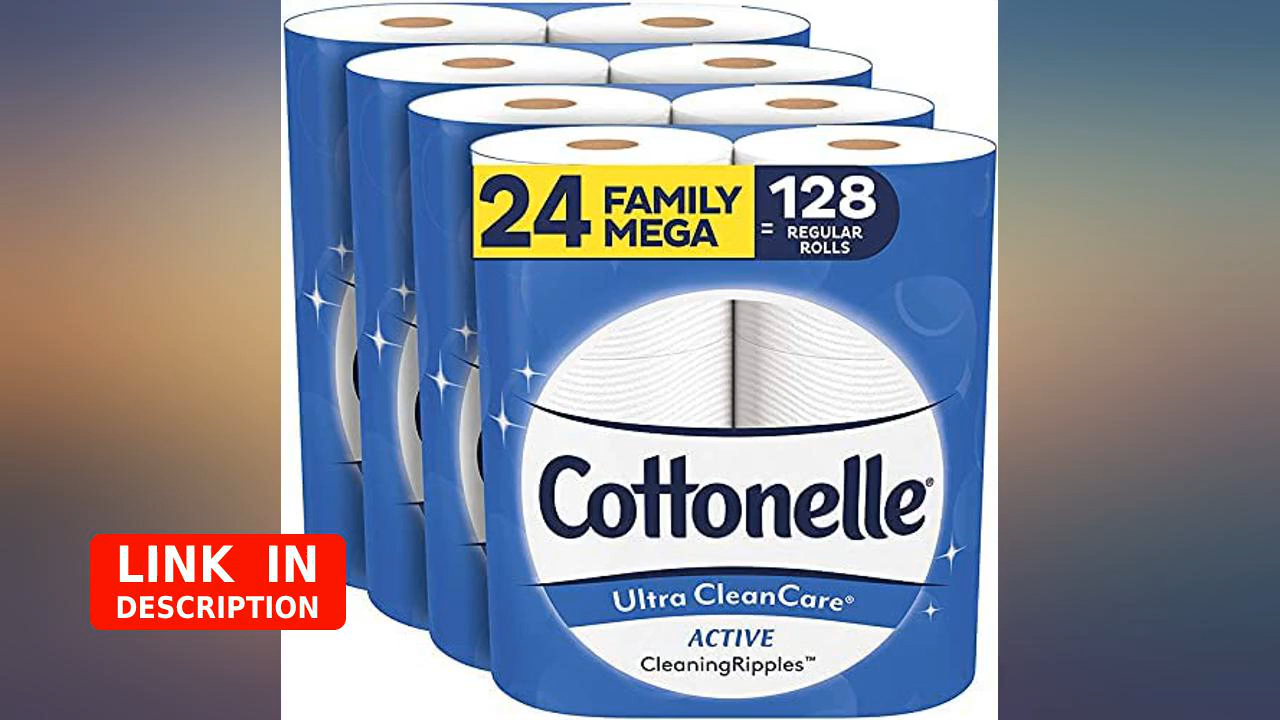 24 FAMILY MEGA
= 128 REGULAR ROLLS
Cottonelle®
Ultra CleanCare®
ACTIVE
CleaningRipples™
LINK IN
DESCRIPTION